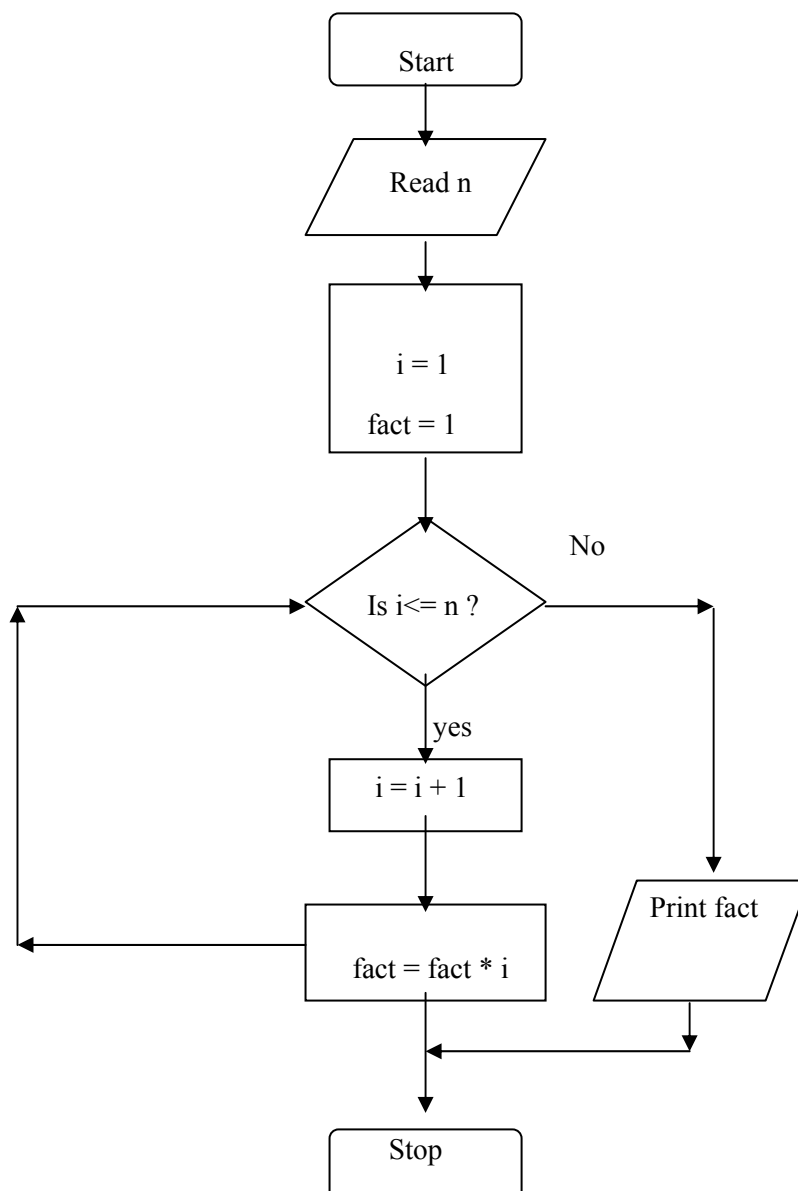 Start
Read n
i = 1
fact = 1
No
Is i<= n ?
yes
i = i + 1
Print fact
fact = fact * i
Stop